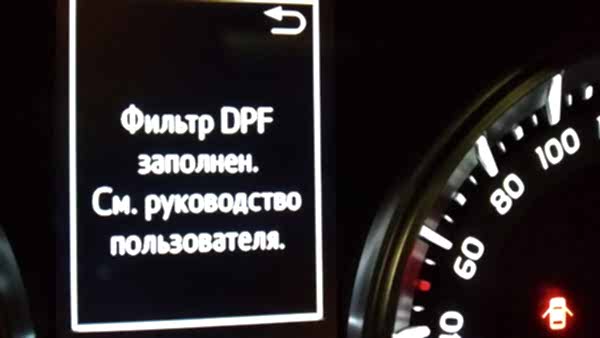 Фильтр DPF
заполнен.
См. руководство
пользователя.
100
80
60